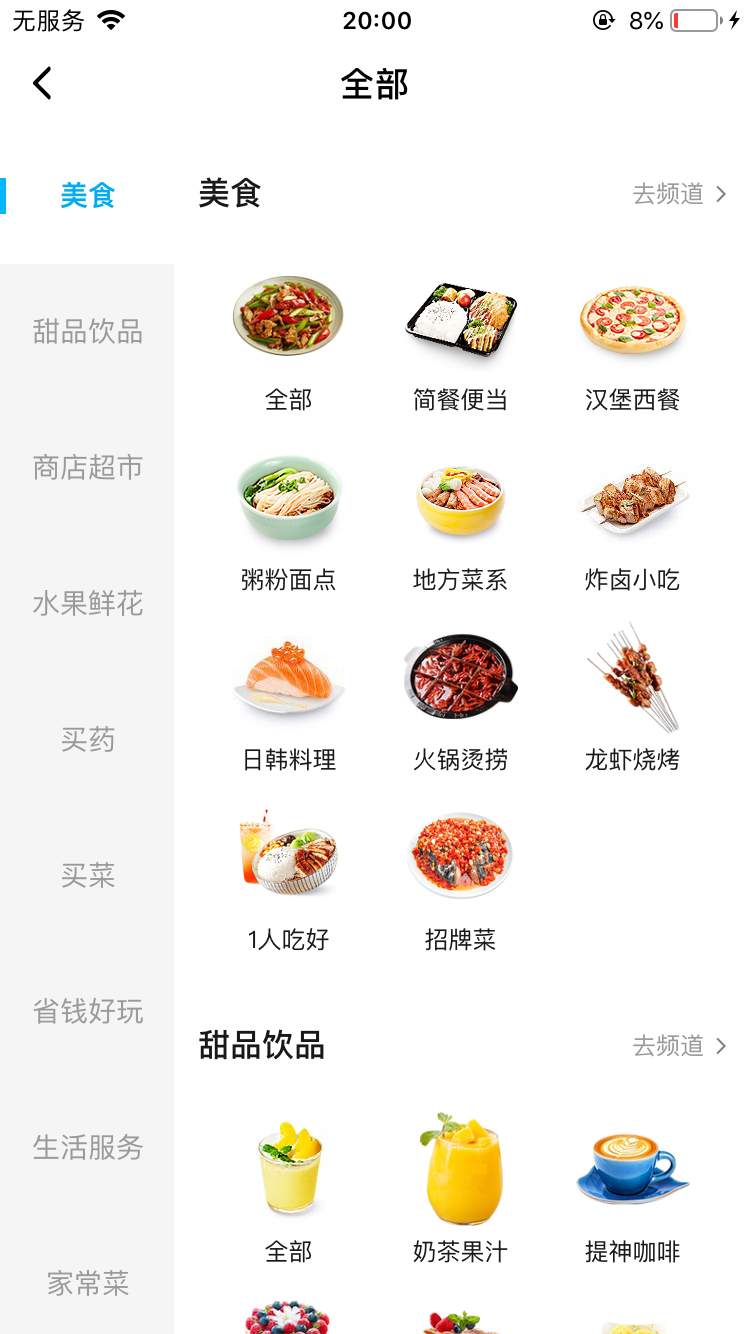 无服务 20:00 8%
全部
美食
甜品饮品
商店超市
水果鲜花
买药
买菜
省钱好玩
生活服务
家常菜
美食 去频道
全部 简餐便当 汉堡西餐
粥粉面点 地方菜系 炸卤小吃
日韩料理 火锅烫捞 龙虾烧烤
1人吃好 招牌菜
甜品饮品 去频道
全部 奶茶果汁 提神咖啡